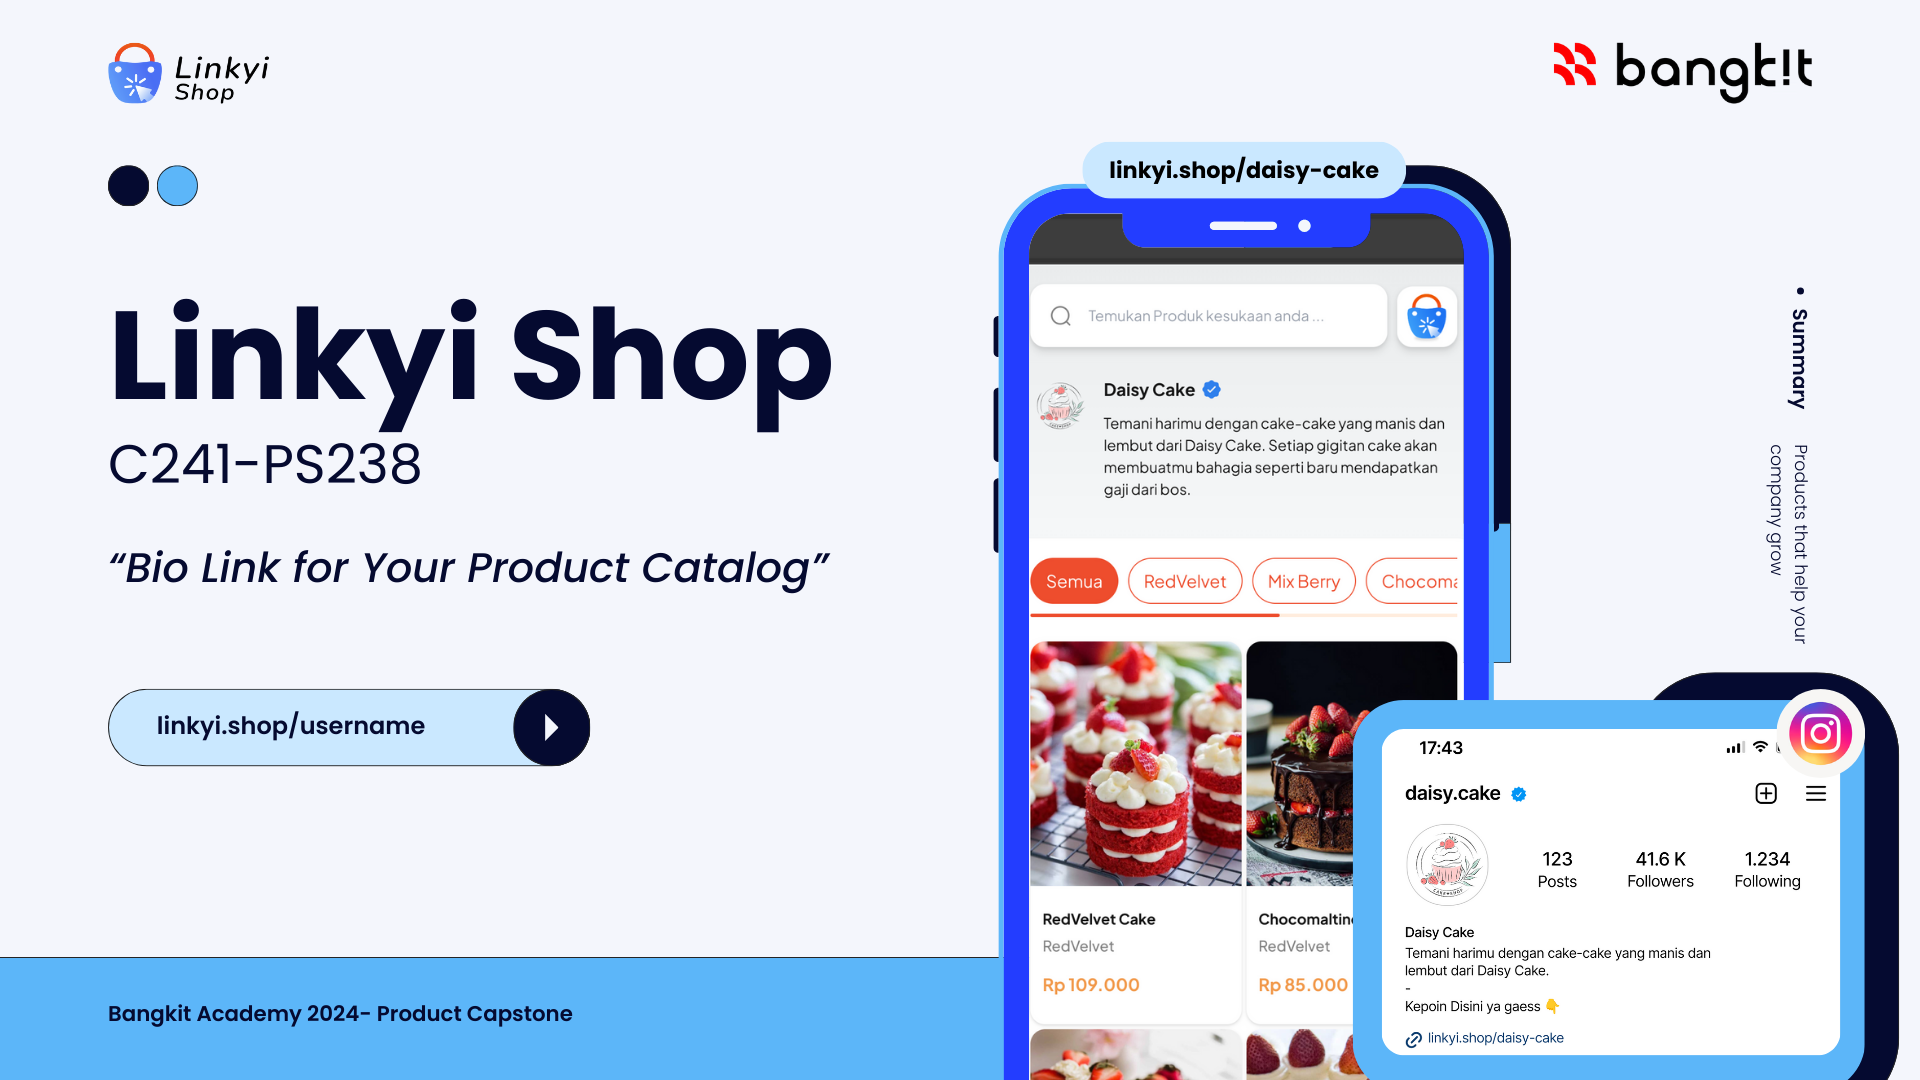 Linkyi
Shop
bangk!t
Linkyi Shop
C241-PS238
“Bio Link for Your Product Catalog”
linkyi.shop/username
Bangkit Academy 2024- Product Capstone
linkyi.shop/daisy-cake
Temukan Produk kesukaan anda ...
Daisy Cake
Temani harimu dengan cake-cake yang manis dan
lembut dari Daisy Cake. Setiap gigitan cake akan
membuatmu bahagia seperti baru mendapatkan
gaji dari bos.
Semua
RedVelvet
Mix Berry
Chocoma
RedVelvet Cake
RedVelvet
Rp 109.000
Chocomaltin
RedVelvet
Rp 85.000
• Summary
Products that help your
company grow
17:43
daisy.cake
123
Posts
41.6 K
Followers
1.234
Following
Daisy Cake
Temani harimu dengan cake-cake yang manis dan
lembut dari Daisy Cake.
-
Kepoin Disini ya gaess 👇
linkyi.shop/daisy-cake